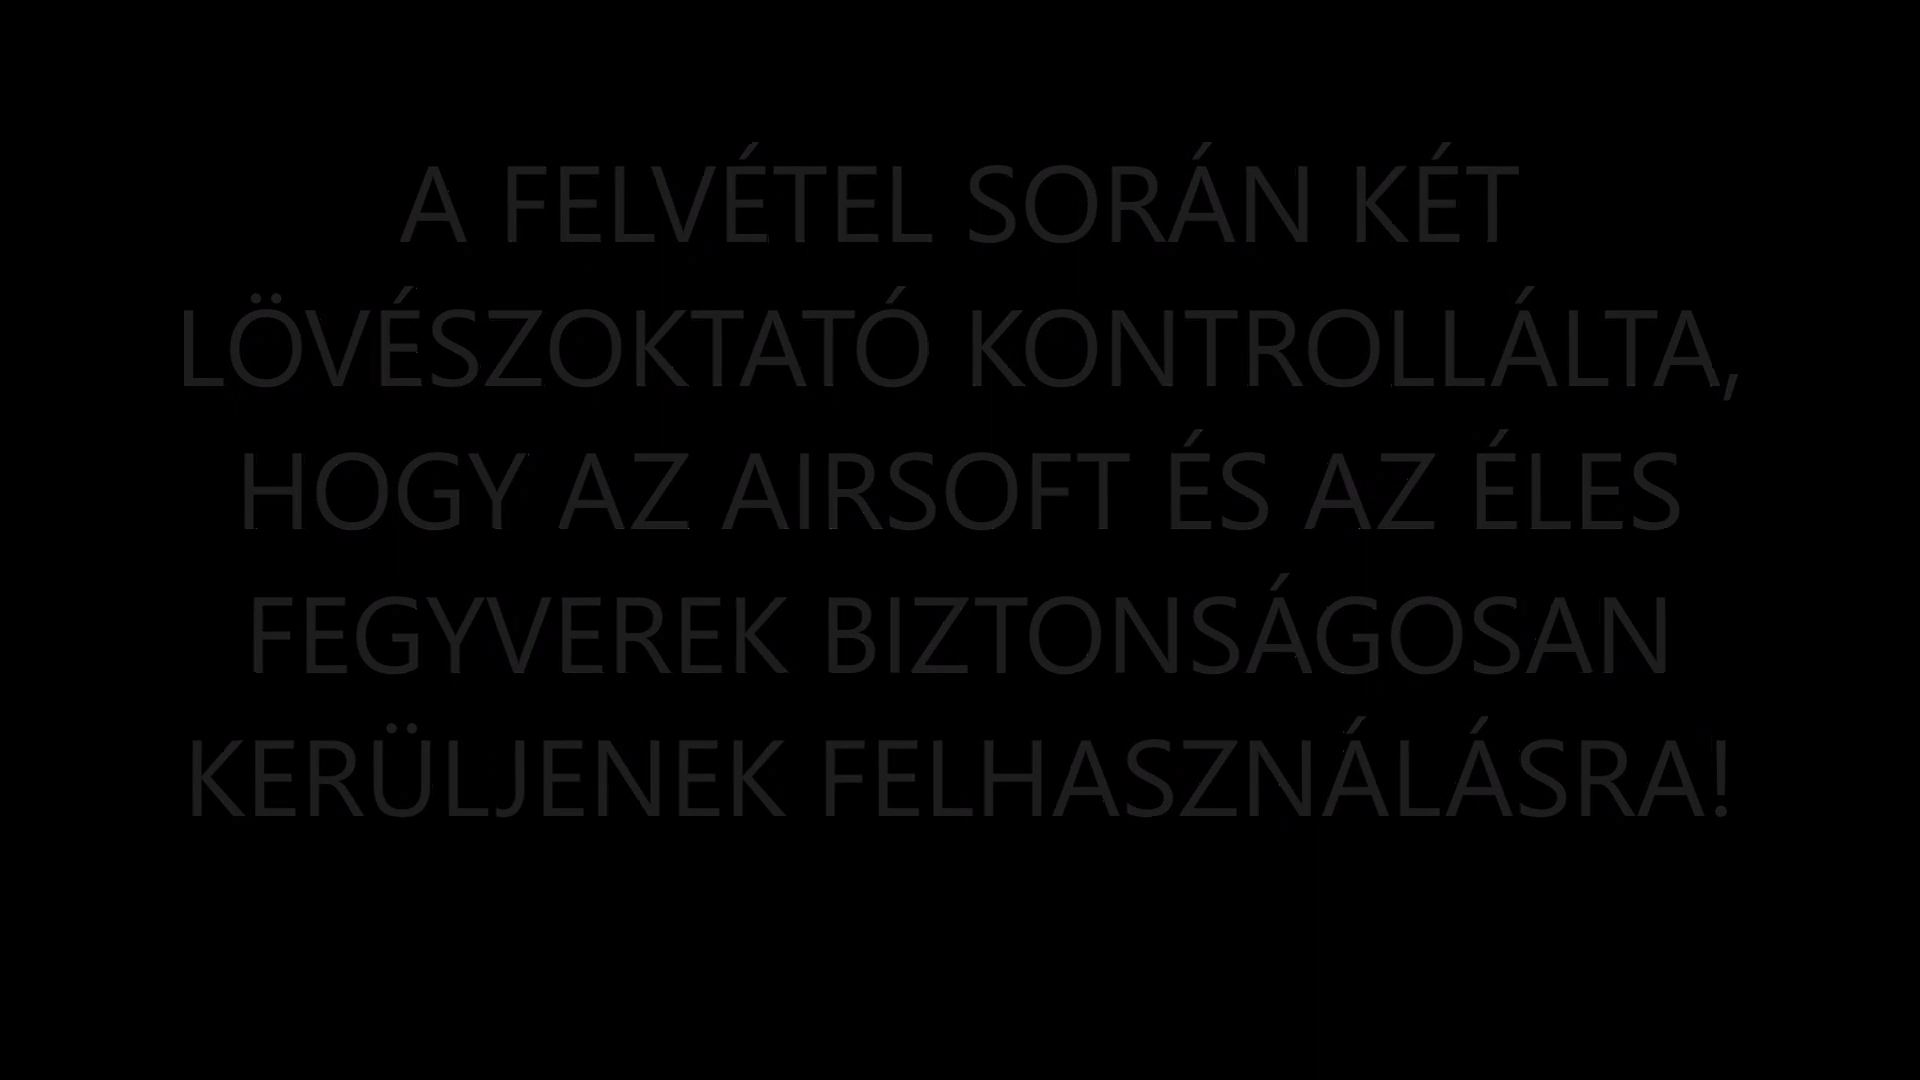 A FELVÉTEL SORÁN KÉT
LÖVÉSZOKTATÓ KONTROLLÁLTA,
HOGY AZ AIRSOFT ÉS AZ ÉLES
FEGYVEREK BIZTONSÁGOSAN
KERÜLJENEK FELHASZNÁLÁSRA!